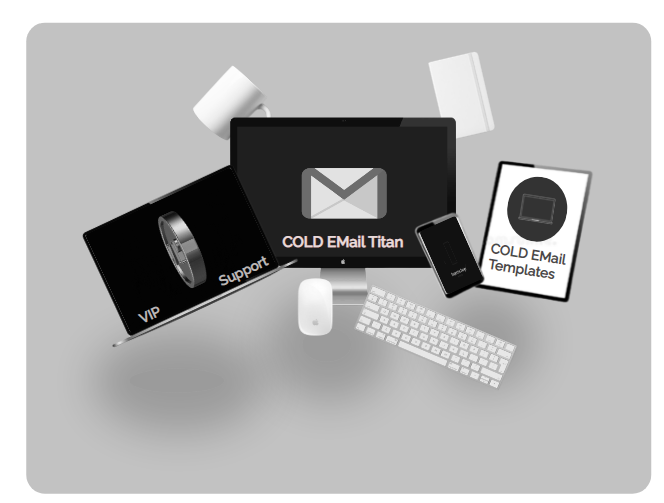 COLD EMail Titan
VIP
Support
COLD EMail
Templates